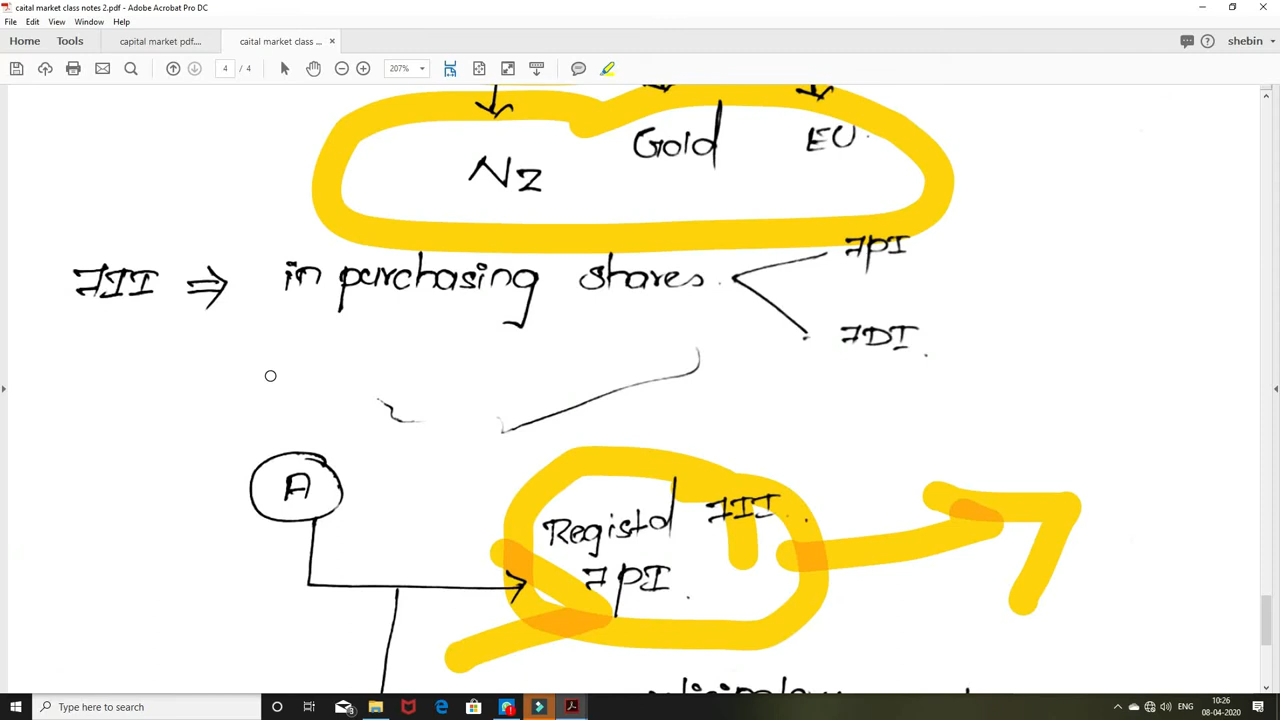 caital market class notes 2.pdf - Adobe Acrobat Pro DC
File Edit View Window Help
Home Tools capital market pdf.... caital market class ... × shebin
4 / 4 207%
Nz Gold EU
FII ⇒ in purchasing shares. FPI
FDI.
A
Registd FII..
FPI.
Type here to search
ENG 10:26
08-04-2020